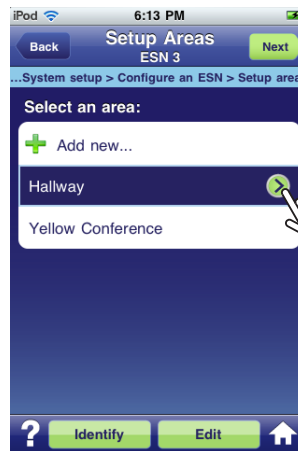 iPod 6:13 PM
Back Setup Areas Next
ESN 3
...System setup > Configure an ESN > Setup area
Select an area:
Add new...
Hallway
Yellow Conference
? Identify Edit